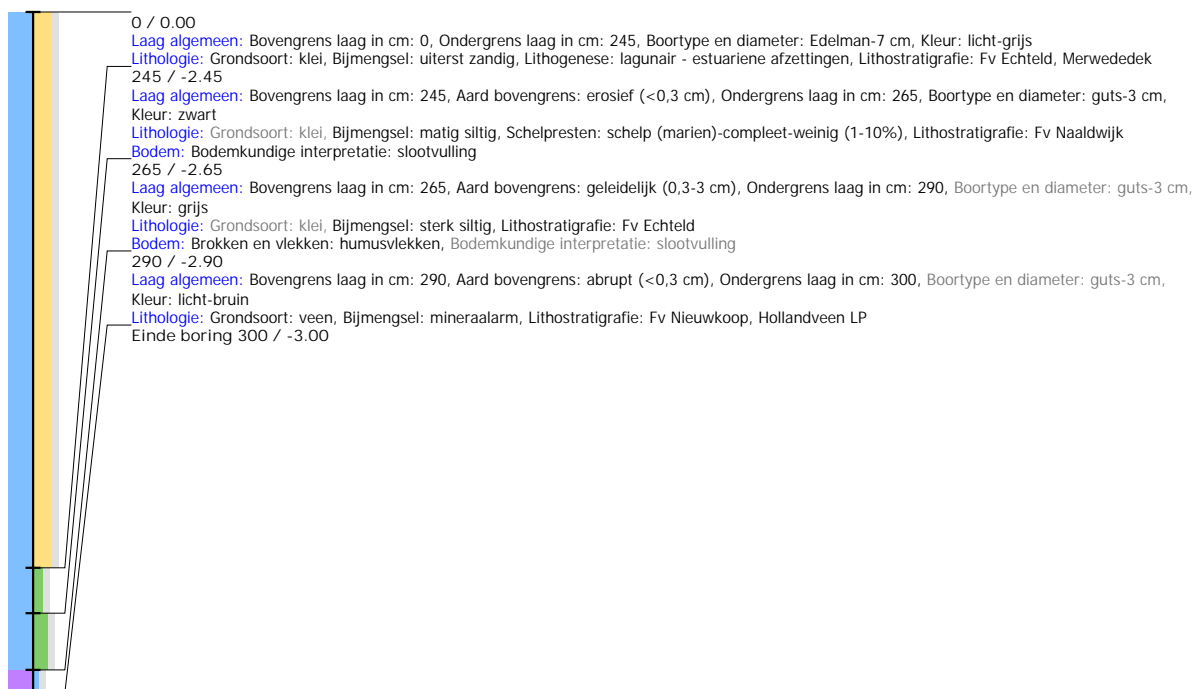 0 / 0.00
Laag algemeen: Bovengrens laag in cm: 0, Ondergrens laag in cm: 245, Boortype en diameter: Edelman-7 cm, Kleur: licht-grijs
Lithologie: Grondsoort: klei, Bijmengsel: uiterst zandig, Lithogenese: lagunair - estuariene afzettingen, Lithostratigrafie: Fv Echteld, Merwededek
245 / -2.45
Laag algemeen: Bovengrens laag in cm: 245, Aard bovengrens: erosief (<0,3 cm), Ondergrens laag in cm: 265, Boortype en diameter: guts-3 cm,
Kleur: zwart
Lithologie: Grondsoort: klei, Bijmengsel: matig siltig, Schelpresten: schelp (marien)-compleet-weinig (1-10%), Lithostratigrafie: Fv Naaldwijk
Bodem: Bodemkundige interpretatie: slootvulling
265 / -2.65
Laag algemeen: Bovengrens laag in cm: 265, Aard bovengrens: geleidelijk (0,3-3 cm), Ondergrens laag in cm: 290, Boortype en diameter: guts-3 cm,
Kleur: grijs
Lithologie: Grondsoort: klei, Bijmengsel: sterk siltig, Lithostratigrafie: Fv Echteld
Bodem: Brokken en vlekken: humusvlekken, Bodemkundige interpretatie: slootvulling
290 / -2.90
Laag algemeen: Bovengrens laag in cm: 290, Aard bovengrens: abrupt (<0,3 cm), Ondergrens laag in cm: 300, Boortype en diameter: guts-3 cm,
Kleur: licht-bruin
Lithologie: Grondsoort: veen, Bijmengsel: mineraalarm, Lithostratigrafie: Fv Nieuwkoop, Hollandveen LP
Einde boring 300 / -3.00